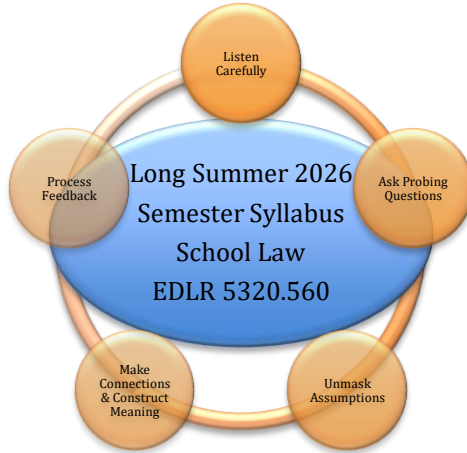 Listen
Carefully
Ask Probing
Questions
Unmask
Assumptions
Make
Connections
& Construct
Meaning
Process
Feedback
Long Summer 2026
Semester Syllabus
School Law
EDLR 5320.560